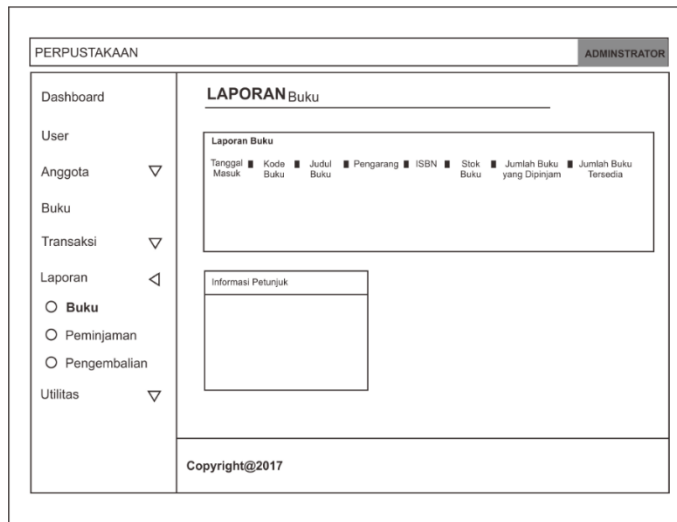 PERPUSTAKAAN
ADMINSTRATOR
Dashboard
User
Anggota
Buku
Transaksi
Laporan
Buku
Peminjaman
Pengembalian
Utilitas
LAPORAN Buku
Laporan Buku
Tanggal Masuk
Kode Buku
Judul Buku
Pengarang
ISBN
Stok Buku
Jumlah Buku yang Dipinjam
Jumlah Buku Tersedia
Informasi Petunjuk
Copyright@2017